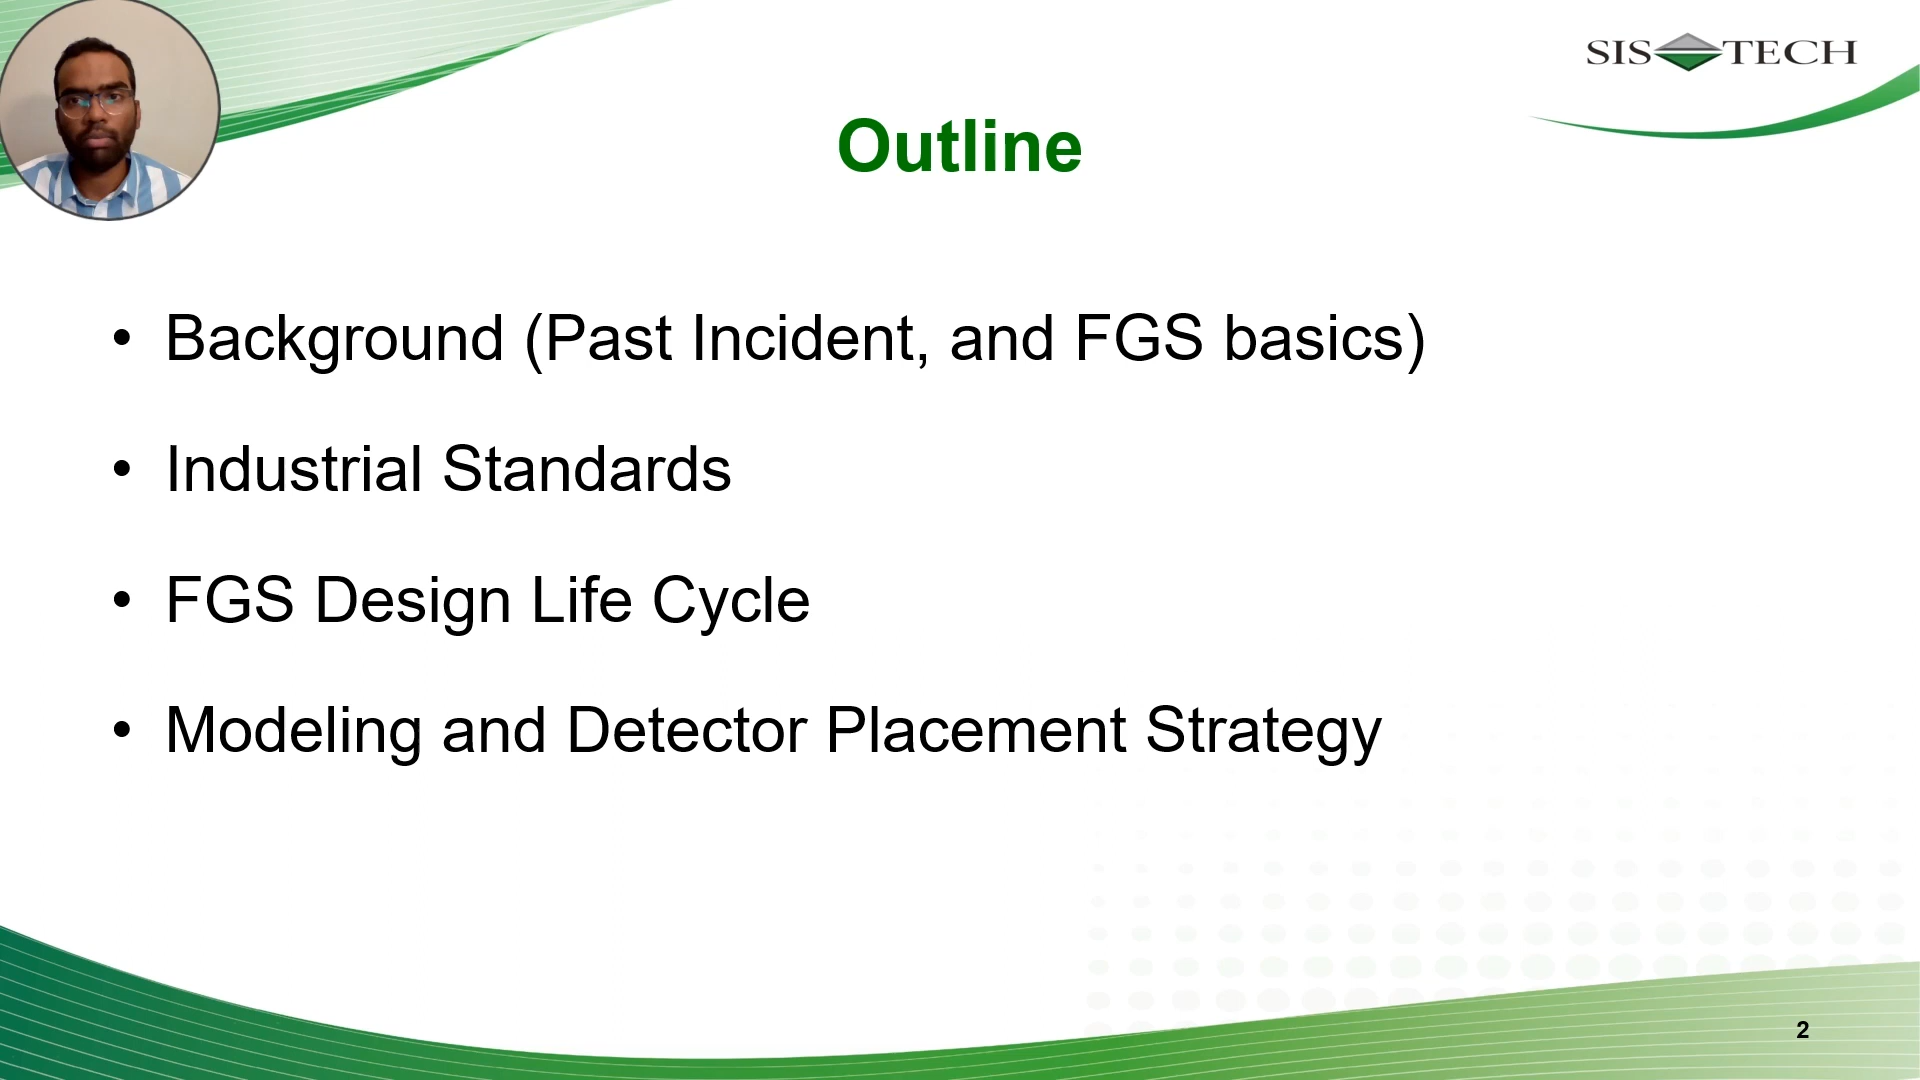 SIS TECH
Outline
• Background (Past Incident, and FGS basics)
• Industrial Standards
• FGS Design Life Cycle
• Modeling and Detector Placement Strategy
2